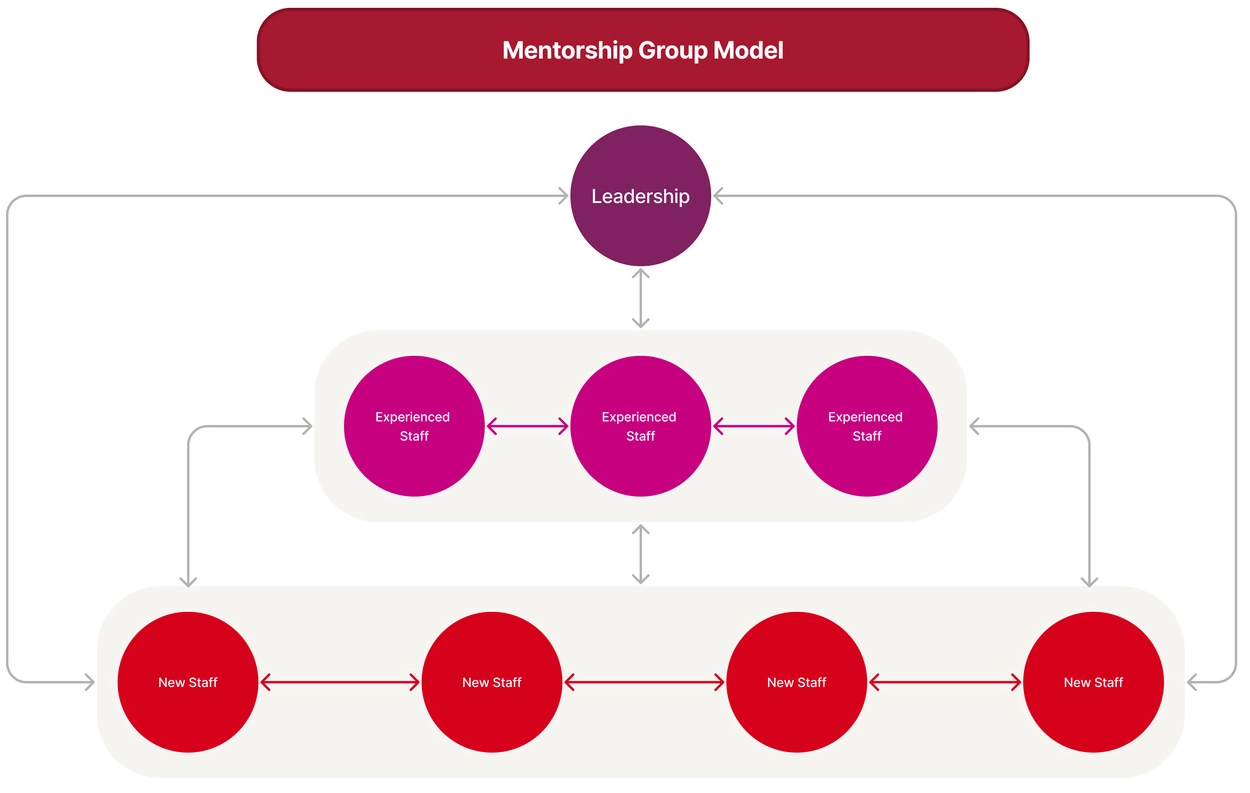 Mentorship Group Model
Leadership
Experienced
Staff
Experienced
Staff
Experienced
Staff
New Staff
New Staff
New Staff
New Staff